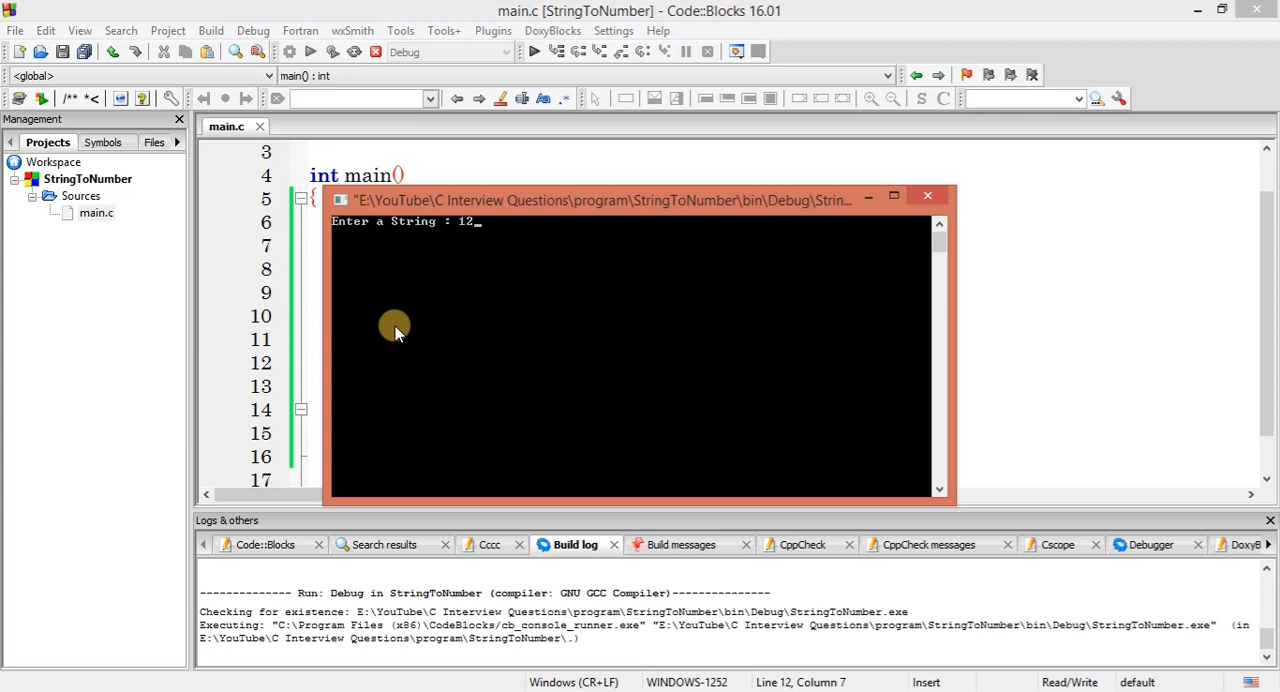 main.c [StringToNumber] - Code::Blocks 16.01
File Edit View Search Project Build Debug Fortran wxSmith Tools Tools+ Plugins DoxyBlocks Settings Help
Debug
<global> main() : int
/** *<
S C
Management
main.c
Projects Symbols Files
Workspace
StringToNumber
Sources
main.c
3
4 int main()
5 {
6
7
8
9
10
11
12
13
14
15
16
17
"E:\YouTube\C Interview Questions\program\StringToNumber\bin\Debug\Strin...
Enter a String : 12_
Logs & others
Code::Blocks Search results Cccc Build log Build messages CppCheck CppCheck messages Cscope Debugger DoxyB
-------------- Run: Debug in StringToNumber (compiler: GNU GCC Compiler)---------------
Checking for existence: E:\YouTube\C Interview Questions\program\StringToNumber\bin\Debug\StringToNumber.exe
Executing: "C:\Program Files (x86)\CodeBlocks/cb_console_runner.exe" "E:\YouTube\C Interview Questions\program\StringToNumber\bin\Debug\StringToNumber.exe" (in
E:\YouTube\C Interview Questions\program\StringToNumber\.)
Windows (CR+LF) WINDOWS-1252 Line 12, Column 7 Insert Read/Write default